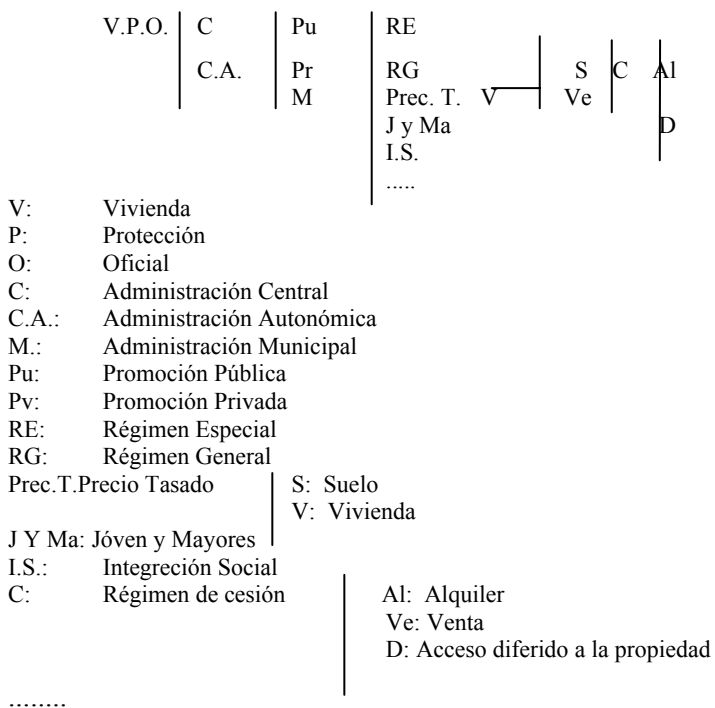 V.P.O. C Pu RE
C.A. Pr RG S C Al
M Prec. T. V Ve
J y Ma D
I.S.
.....
V: Vivienda
P: Protección
O: Oficial
C: Administración Central
C.A.: Administración Autonómica
M.: Administración Municipal
Pu: Promoción Pública
Pv: Promoción Privada
RE: Régimen Especial
RG: Régimen General
Prec.T.Precio Tasado S: Suelo
V: Vivienda
J Y Ma: Jóven y Mayores
I.S.: Integreción Social
C: Régimen de cesión Al: Alquiler
Ve: Venta
D: Acceso diferido a la propiedad
........